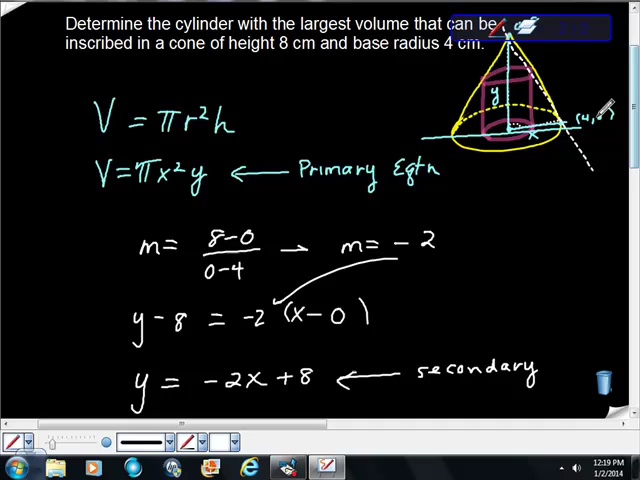 Determine the cylinder with the largest volume that can be
inscribed in a cone of height 8 cm and base radius 4 cm.
y
x
V = πr²h
V = πx²y ← Primary Eqtn
m = 8-0 / 0-4 → m = -2
y - 8 = -2 (x - 0)
y = -2x + 8 ← secondary
12:19 PM
1/2/2014